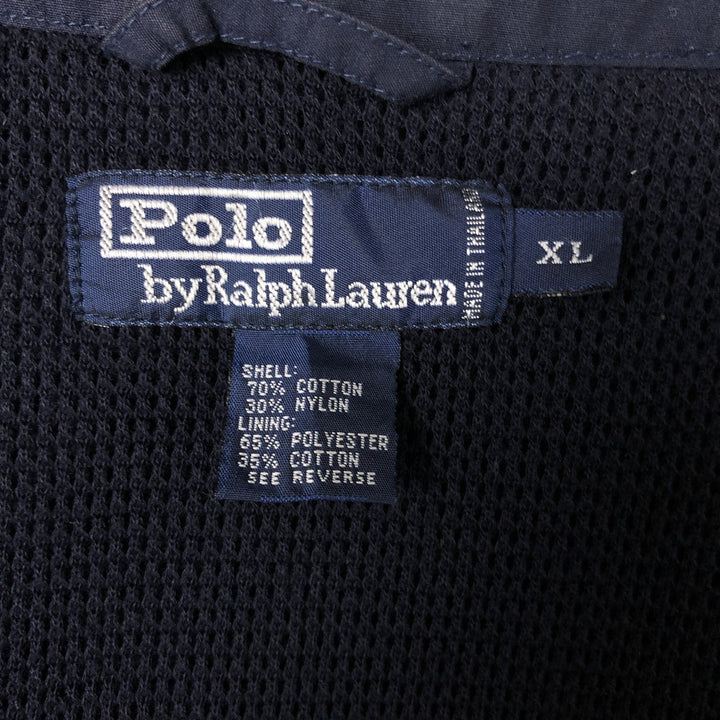 Polo
by Ralph Lauren
MADE IN THAILAND
XL
SHELL:
70% COTTON
30% NYLON
LINING:
65% POLYESTER
35% COTTON
SEE REVERSE